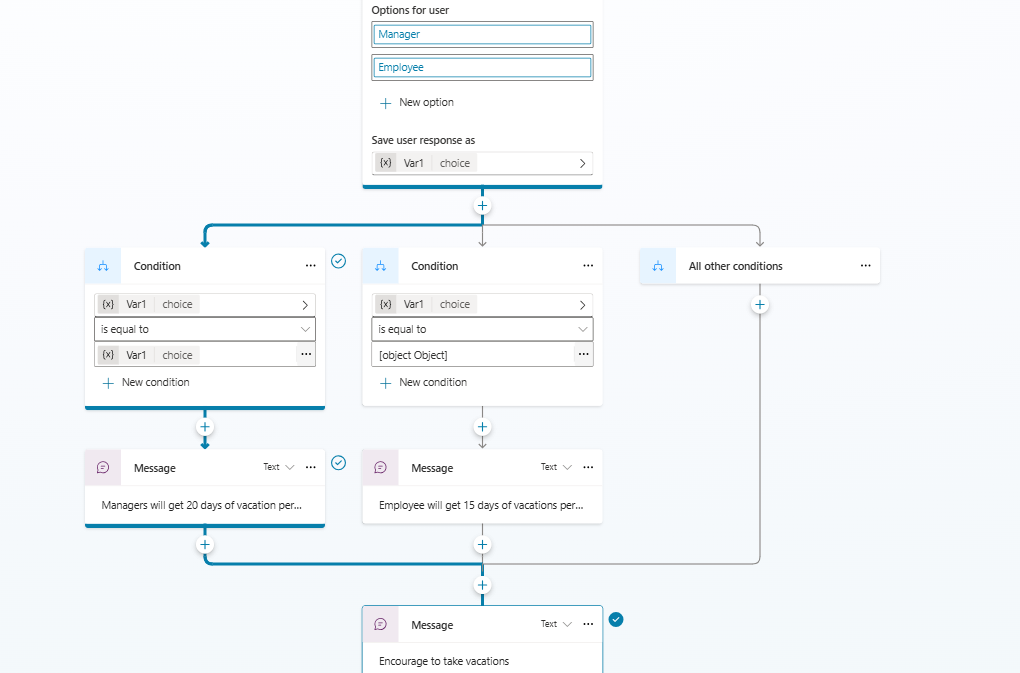 Options for user
Manager
Employee
New option
Save user response as
{x} Var1 choice
Condition
{x} Var1 choice
is equal to
{x} Var1 choice
New condition
Condition
{x} Var1 choice
is equal to
[object Object]
New condition
All other conditions
Message Text
Managers will get 20 days of vacation per...
Message Text
Employee will get 15 days of vacations per...
Message Text
Encourage to take vacations